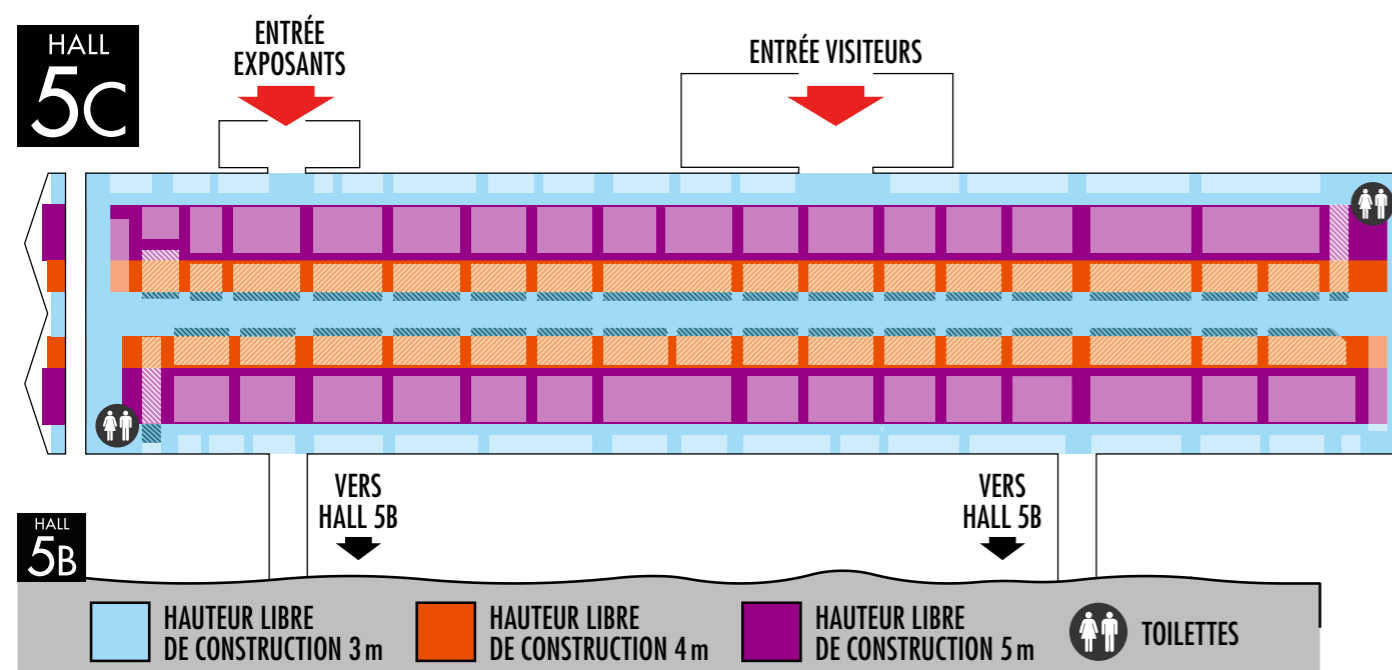 HALL
5C
ENTRÉE
EXPOSANTS
ENTRÉE VISITEURS
VERS
HALL 5B
VERS
HALL 5B
HALL
5B
HAUTEUR LIBRE
DE CONSTRUCTION 3 m
HAUTEUR LIBRE
DE CONSTRUCTION 4 m
HAUTEUR LIBRE
DE CONSTRUCTION 5 m
TOILETTES